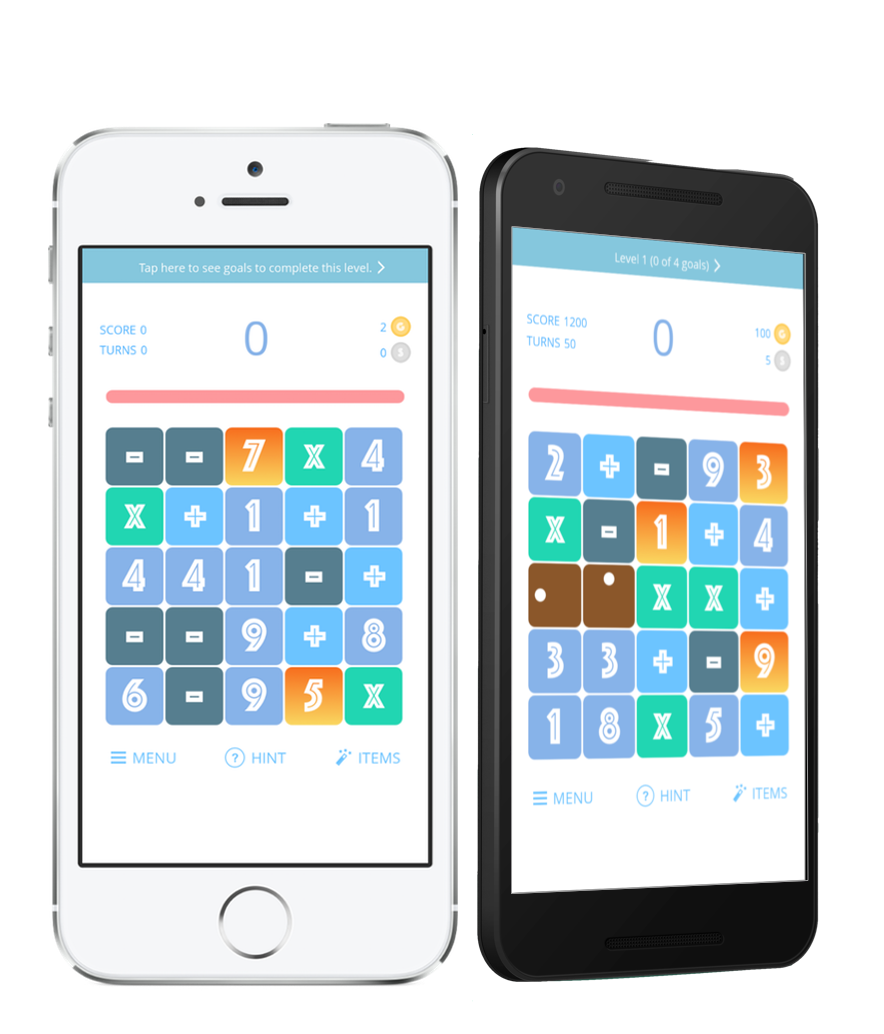 Tap here to see goals to complete this level.
SCORE 0
0
2 G
TURNS 0
0 S
- - 7 x 4
x + 1 + 1
4 4 1 - +
- - 9 + 8
6 - 9 5 x
MENU
? HINT
ITEMS
Level 1 (0 of 4 goals)
SCORE 1200
0
100 G
TURNS 50
5 S
2 + - 9 3
x - 1 + 4
x x +
3 3 + - 9
1 8 x 5 +
MENU
? HINT
ITEMS